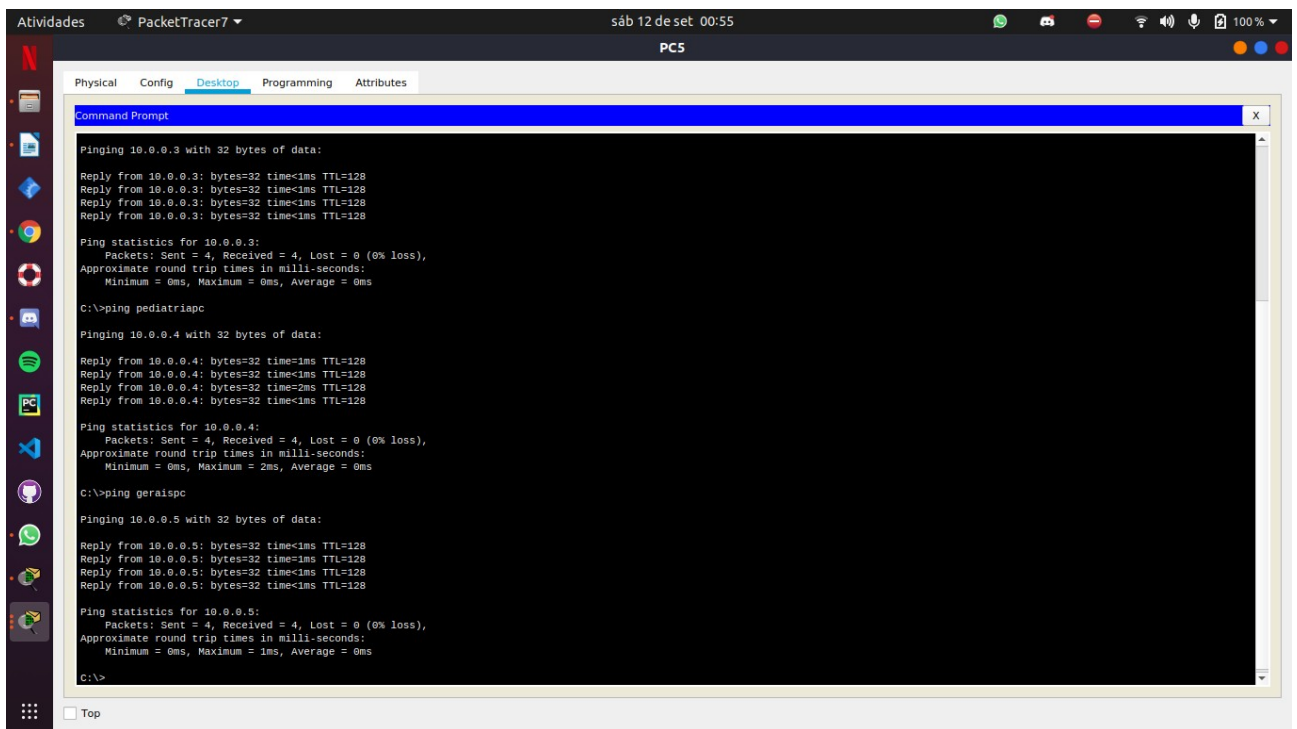 Atividades PacketTracer7 sáb 12 de set 00:55 100 %
PC5
Physical Config Desktop Programming Attributes
Command Prompt X
Pinging 10.0.0.3 with 32 bytes of data:
Reply from 10.0.0.3: bytes=32 time<1ms TTL=128
Reply from 10.0.0.3: bytes=32 time<1ms TTL=128
Reply from 10.0.0.3: bytes=32 time<1ms TTL=128
Reply from 10.0.0.3: bytes=32 time<1ms TTL=128
Ping statistics for 10.0.0.3:
Packets: Sent = 4, Received = 4, Lost = 0 (0% loss),
Approximate round trip times in milli-seconds:
Minimum = 0ms, Maximum = 0ms, Average = 0ms
C:\>ping pediatriapc
Pinging 10.0.0.4 with 32 bytes of data:
Reply from 10.0.0.4: bytes=32 time=1ms TTL=128
Reply from 10.0.0.4: bytes=32 time<1ms TTL=128
Reply from 10.0.0.4: bytes=32 time=2ms TTL=128
Reply from 10.0.0.4: bytes=32 time<1ms TTL=128
Ping statistics for 10.0.0.4:
Packets: Sent = 4, Received = 4, Lost = 0 (0% loss),
Approximate round trip times in milli-seconds:
Minimum = 0ms, Maximum = 2ms, Average = 0ms
C:\>ping geraispc
Pinging 10.0.0.5 with 32 bytes of data:
Reply from 10.0.0.5: bytes=32 time<1ms TTL=128
Reply from 10.0.0.5: bytes=32 time=1ms TTL=128
Reply from 10.0.0.5: bytes=32 time<1ms TTL=128
Reply from 10.0.0.5: bytes=32 time<1ms TTL=128
Ping statistics for 10.0.0.5:
Packets: Sent = 4, Received = 4, Lost = 0 (0% loss),
Approximate round trip times in milli-seconds:
Minimum = 0ms, Maximum = 1ms, Average = 0ms
C:\>
Top